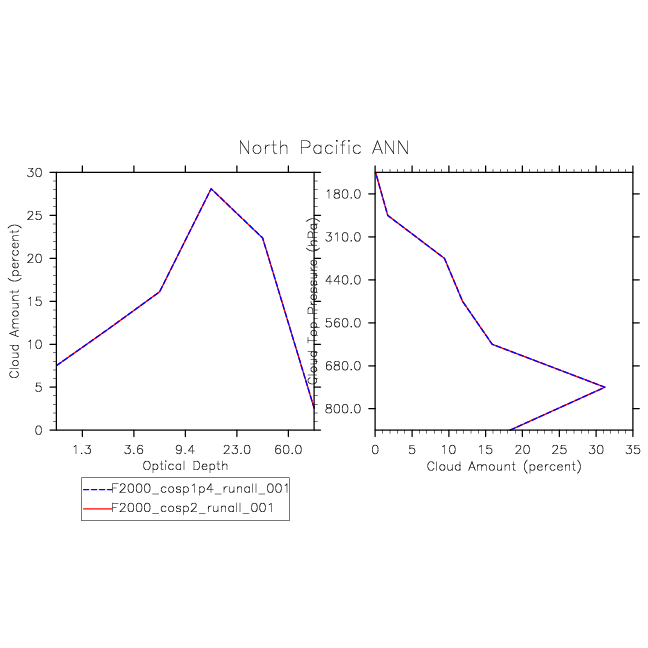 North Pacific ANN
30
25
20
15
10
5
0
Cloud Amount (percent)
1.3 3.6 9.4 23.0 60.0
Optical Depth
Cloud Top Pressure (hPa)
180.0
310.0
440.0
560.0
680.0
800.0
0 5 10 15 20 25 30 35
Cloud Amount (percent)
F2000_cosp1p4_runall_001
F2000_cosp2_runall_001